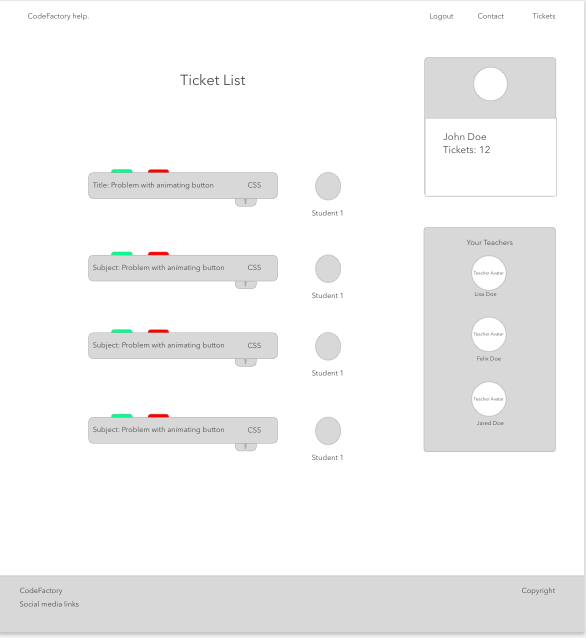 CodeFactory help.
Logout Contact Tickets
Ticket List
John Doe
Tickets: 12
Title: Problem with animating button CSS
Student 1
Subject: Problem with animating button CSS
Student 1
Subject: Problem with animating button CSS
Student 1
Subject: Problem with animating button CSS
Student 1
Your Teachers
Teacher Avatar
Lisa Doe
Teacher Avatar
Felix Doe
Teacher Avatar
Jared Doe
CodeFactory
Social media links
Copyright